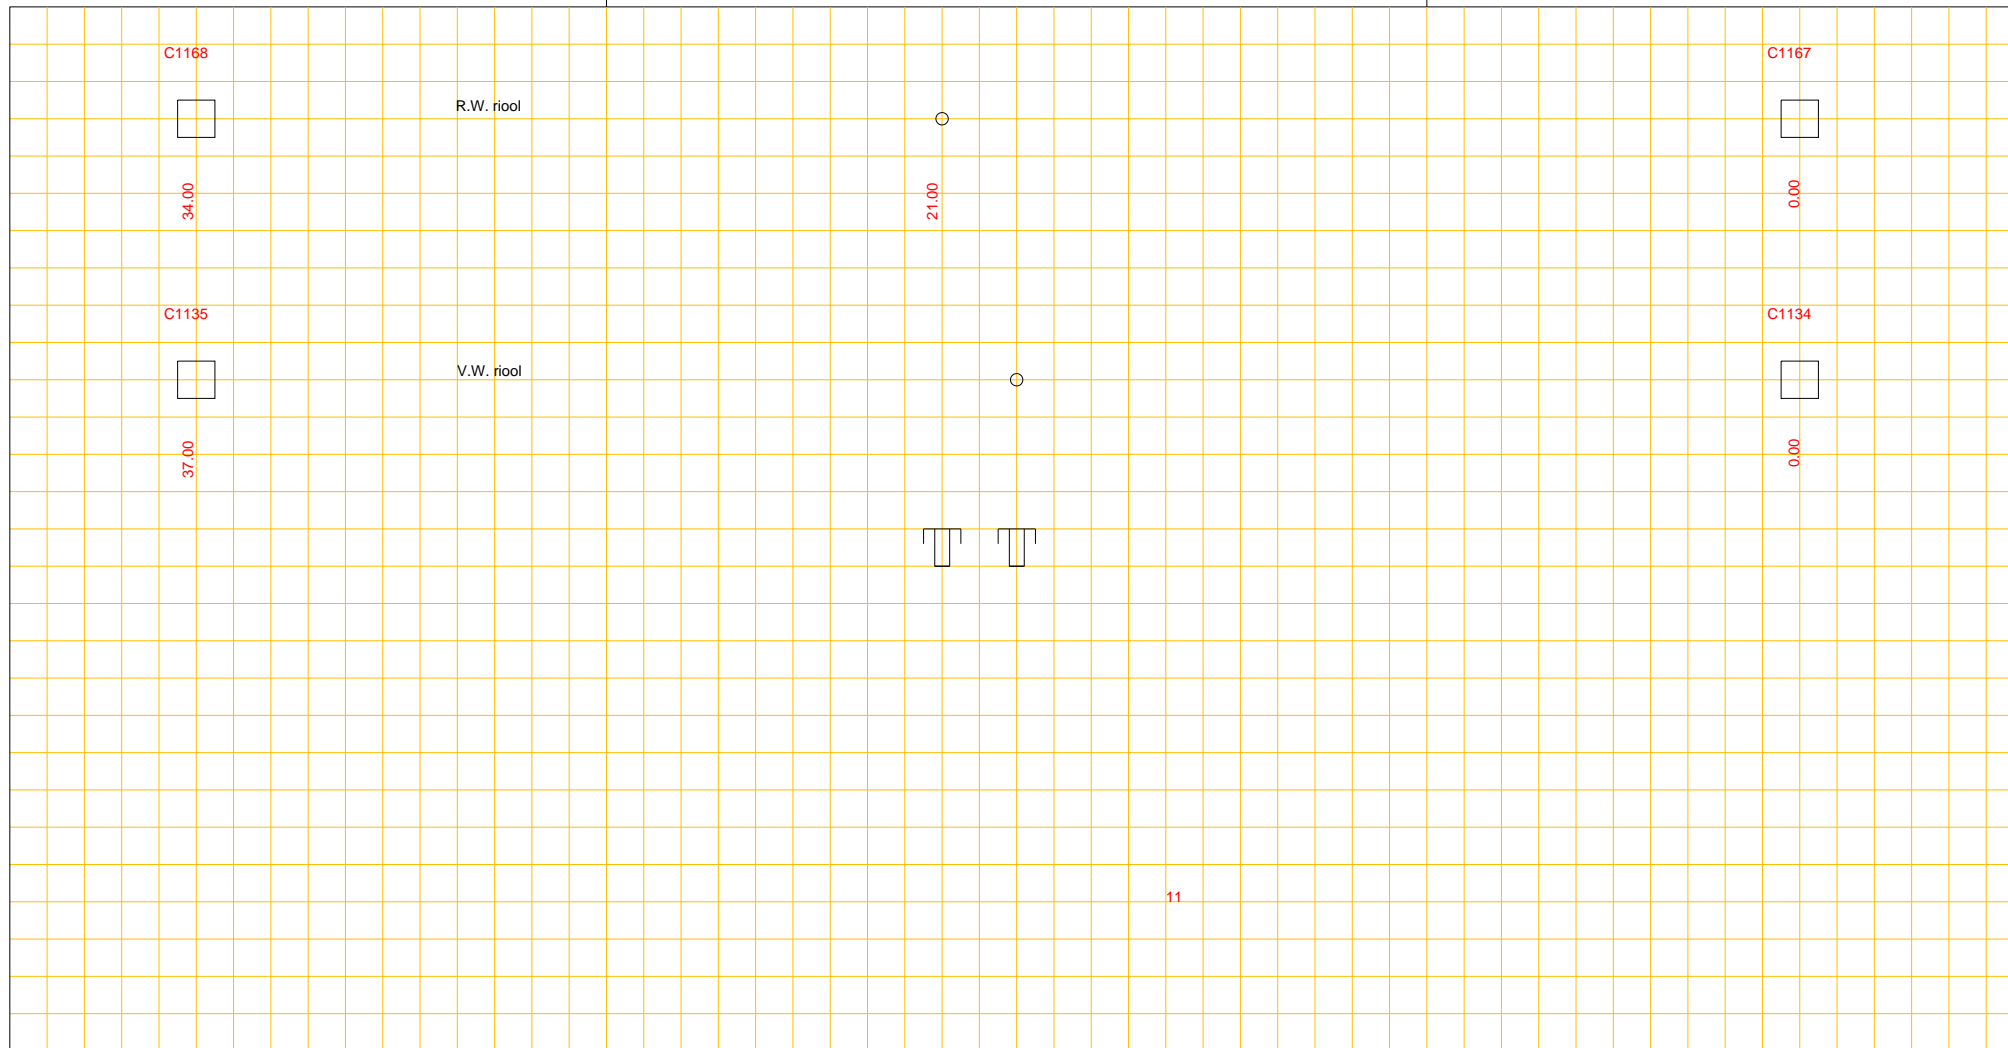 C1168
C1167
R.W. riool
34.00
21.00
0.00
C1135
C1134
V.W. riool
37.00
0.00
11